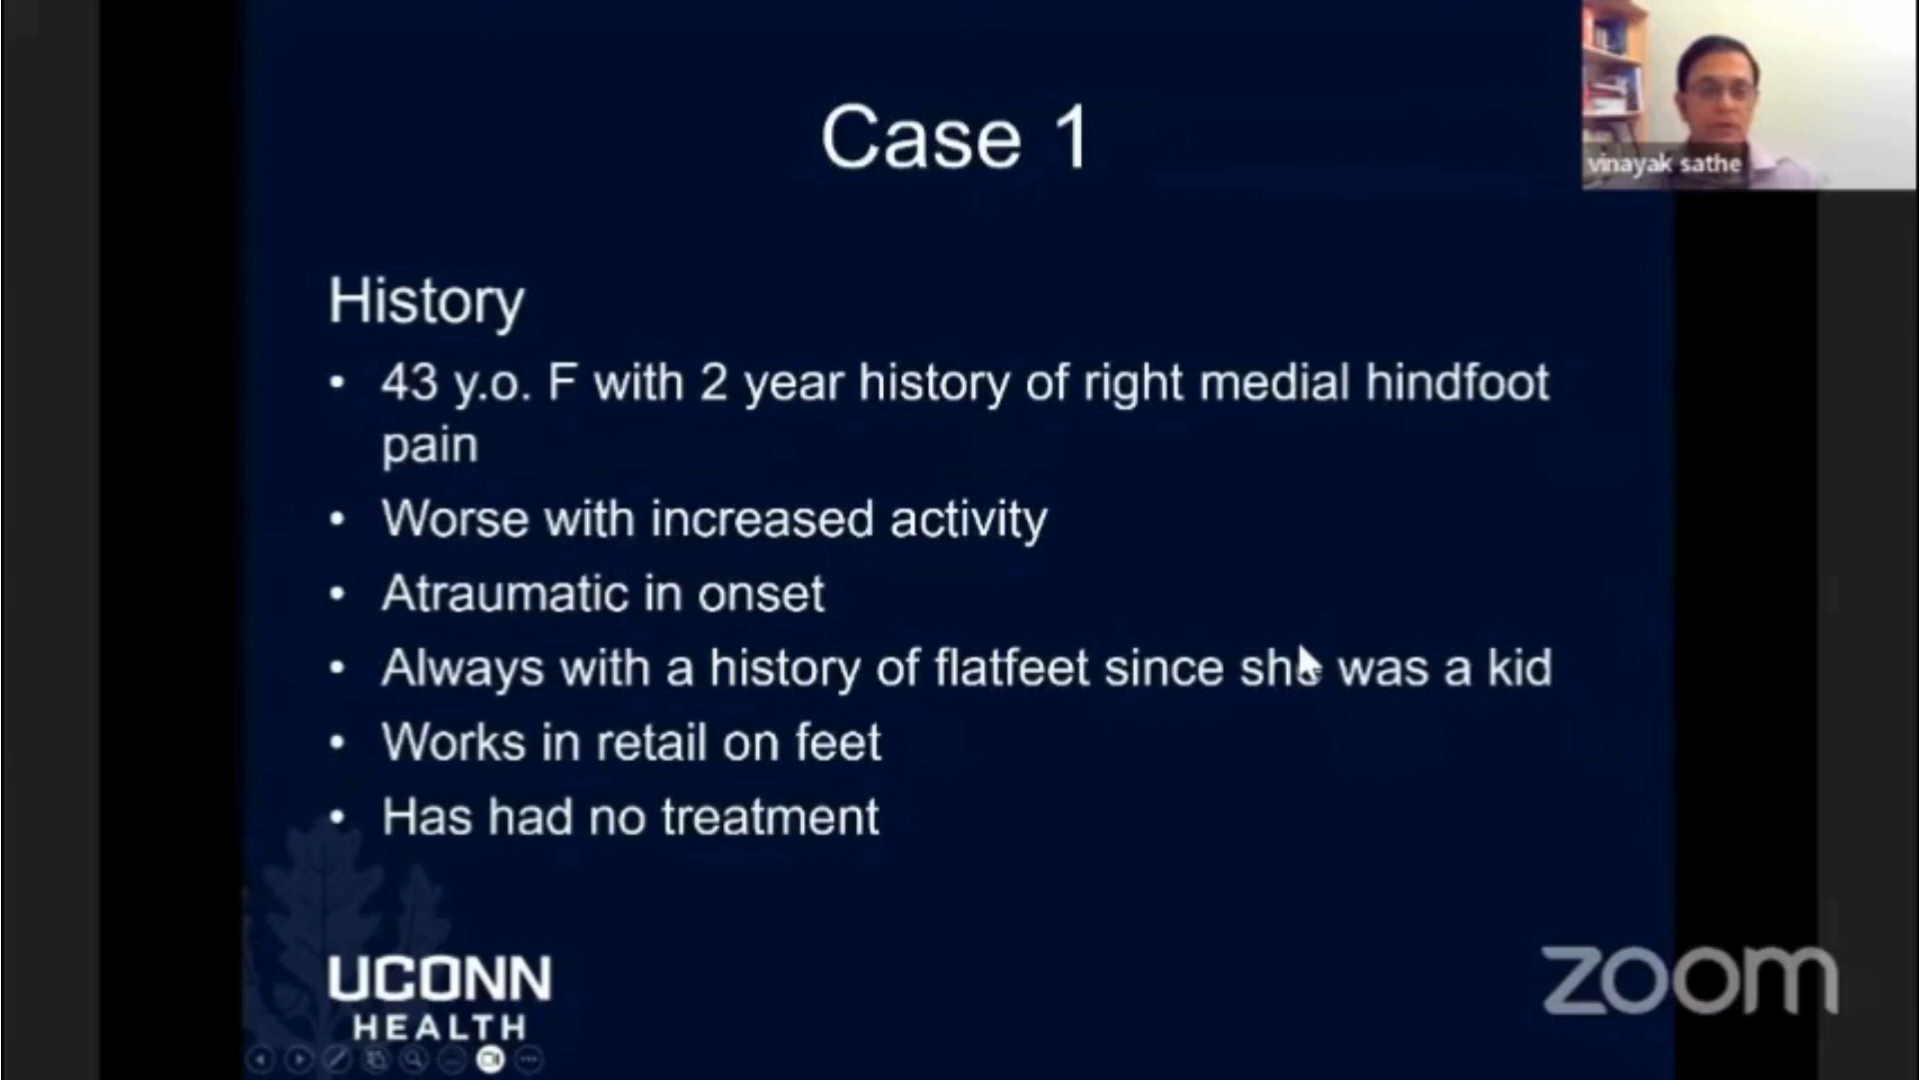 Case 1
vinayak sathe
History
• 43 y.o. F with 2 year history of right medial hindfoot
pain
• Worse with increased activity
• Atraumatic in onset
• Always with a history of flatfeet since she was a kid
• Works in retail on feet
• Has had no treatment
UCONN
HEALTH
zoom